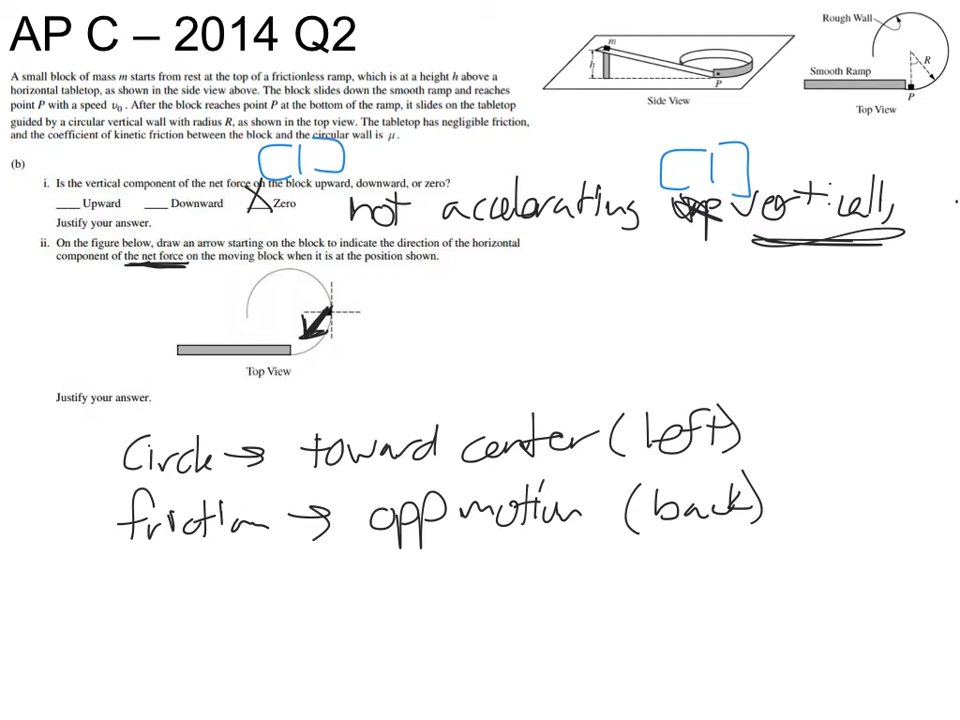 AP C – 2014 Q2
A small block of mass m starts from rest at the top of a frictionless ramp, which is at a height h above a
horizontal tabletop, as shown in the side view above. The block slides down the smooth ramp and reaches
point P with a speed v₀. After the block reaches point P at the bottom of the ramp, it slides on the tabletop
guided by a circular vertical wall with radius R, as shown in the top view. The tabletop has negligible friction,
and the coefficient of kinetic friction between the block and the circular wall is μ.
m
h
P
Side View
Rough Wall
R
Smooth Ramp
P
Top View
(b)
[1] [1]
i. Is the vertical component of the net force on the block upward, downward, or zero?
___ Upward ___ Downward X Zero
not accelarating vertically
Justify your answer.
ii. On the figure below, draw an arrow starting on the block to indicate the direction of the horizontal
component of the net force on the moving block when it is at the position shown.
Top View
Justify your answer.
Circle → toward center (left)
friction → opp motion (back)